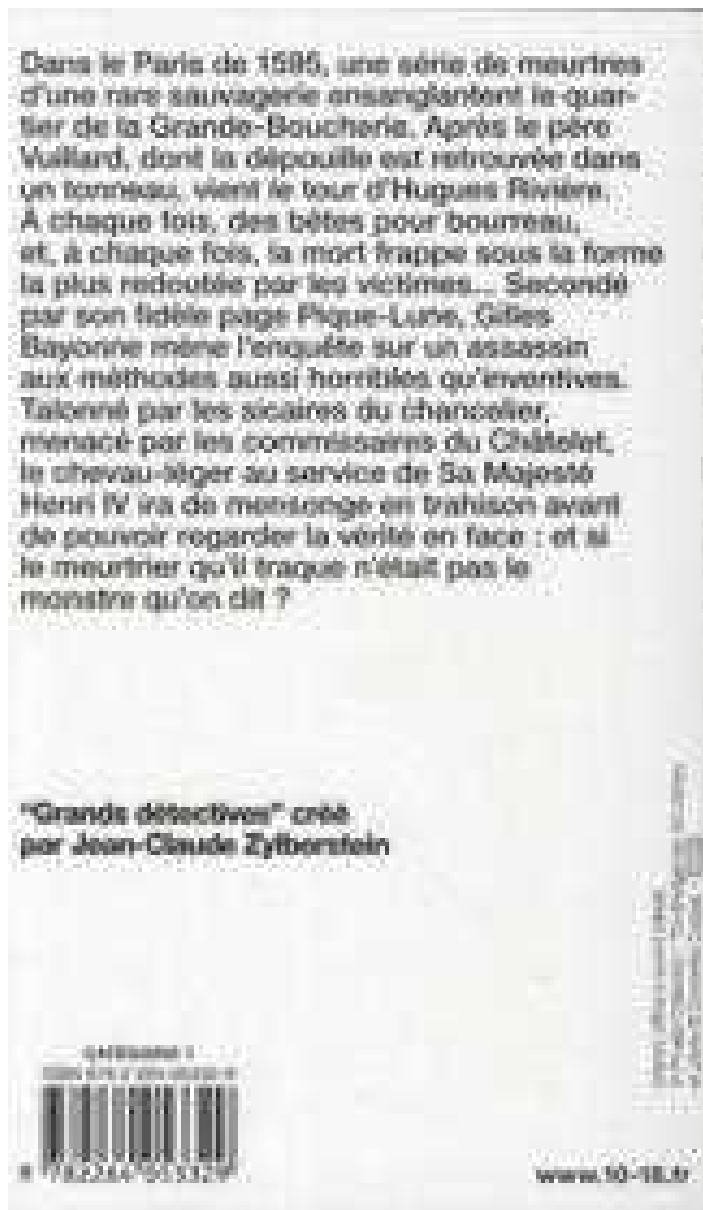 Dans le Paris de 1595, une série de meurtres
d'une rare sauvagerie ensanglantent le quar-
tier de la Grande-Boucherie. Après le père
Vuillard, dont la dépouille est retrouvée dans
un tonneau, vient le tour d'Hugues Rivière.
À chaque fois, des bêtes pour bourreau,
et, à chaque fois, la mort frappe sous la forme
la plus redoutée par les victimes... Secondé
par son fidèle page Pique-Lune, Gilles
Bayonne mène l'enquête sur un assassin
aux méthodes aussi horribles qu'inventives.
Talonné par les sicaires du chancelier,
menacé par les commissaires du Châtelet,
le chevau-léger au service de Sa Majesté
Henri IV ira de mensonge en trahison avant
de pouvoir regarder la vérité en face : et si
le meurtrier qu'il traque n'était pas le
monstre qu'on dit ?
"Grands détectives" créé
par Jean-Claude Zylberstein
www.10-18.fr